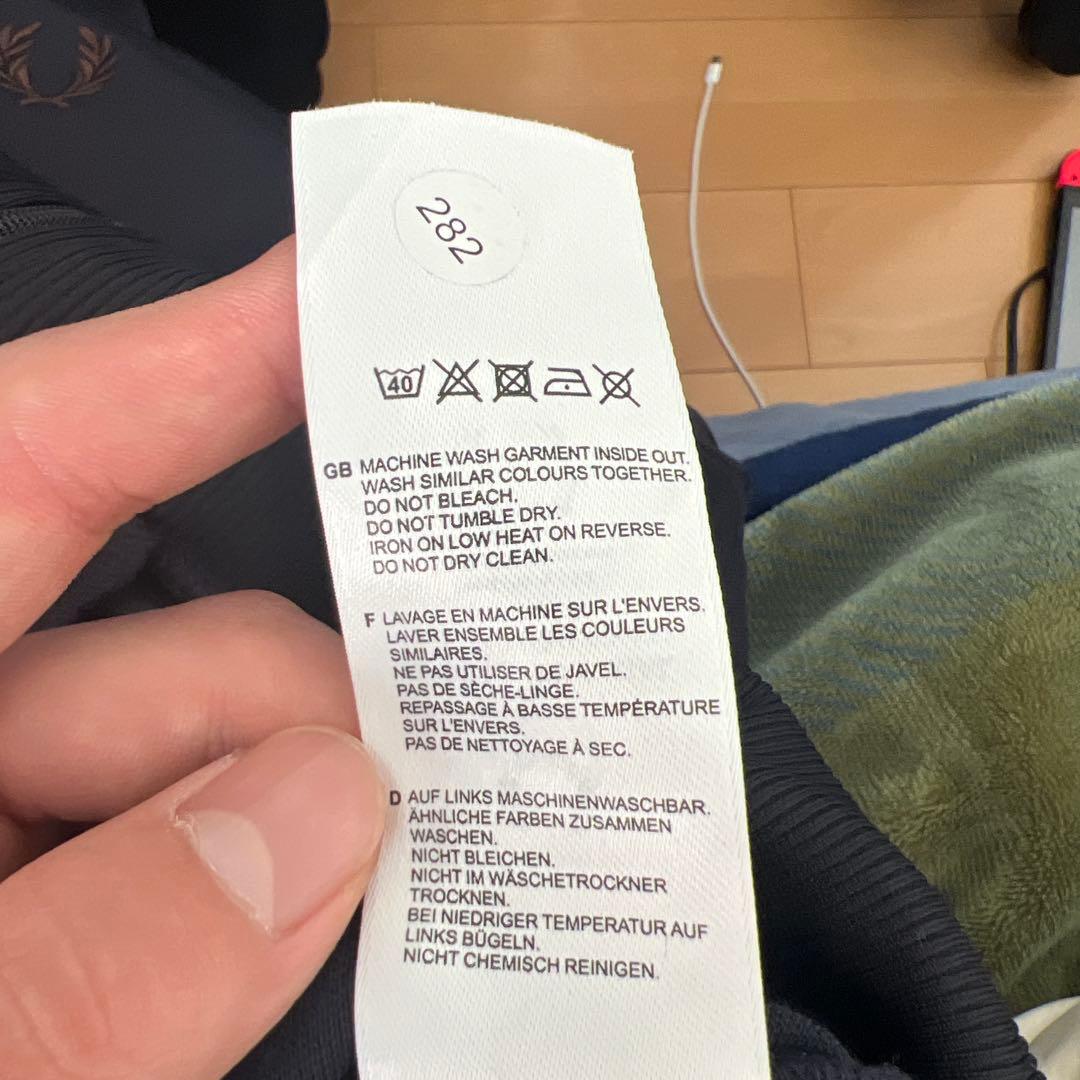 282
40
GB MACHINE WASH GARMENT INSIDE OUT.
WASH SIMILAR COLOURS TOGETHER.
DO NOT BLEACH.
DO NOT TUMBLE DRY.
IRON ON LOW HEAT ON REVERSE.
DO NOT DRY CLEAN.
F LAVAGE EN MACHINE SUR L'ENVERS.
LAVER ENSEMBLE LES COULEURS
SIMILAIRES.
NE PAS UTILISER DE JAVEL.
PAS DE SÈCHE-LINGE.
REPASSAGE À BASSE TEMPÉRATURE
SUR L'ENVERS.
PAS DE NETTOYAGE À SEC.
D AUF LINKS MASCHINENWASCHBAR.
ÄHNLICHE FARBEN ZUSAMMEN
WASCHEN.
NICHT BLEICHEN.
NICHT IM WÄSCHETROCKNER
TROCKNEN.
BEI NIEDRIGER TEMPERATUR AUF
LINKS BÜGELN.
NICHT CHEMISCH REINIGEN.